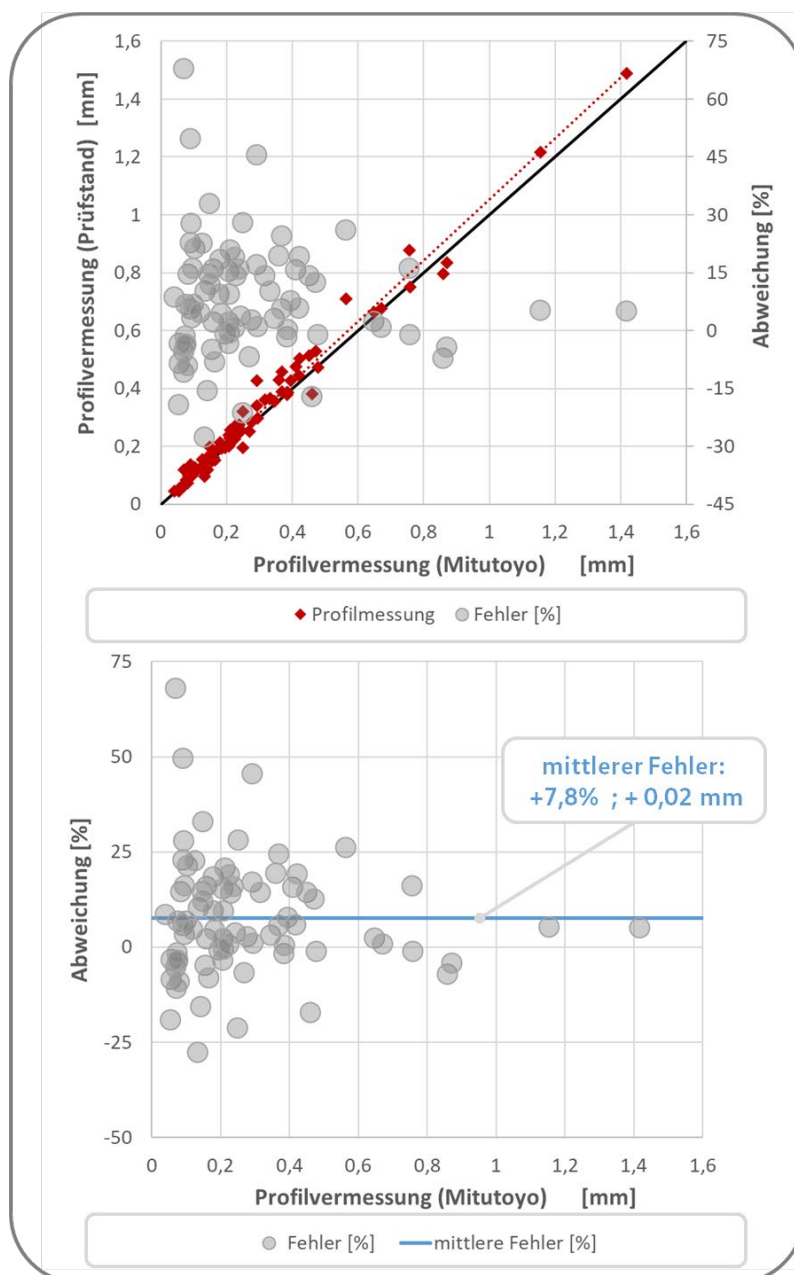 Profilvermessung (Prüfstand) [mm]
1,6
1,4
1,2
1
0,8
0,6
0,4
0,2
0
75
60
45
30
15
0
-15
-30
-45
Abweichung [%]
0 0,2 0,4 0,6 0,8 1 1,2 1,4 1,6
Profilvermessung (Mitutoyo) [mm]
Profilmessung Fehler [%]
Abweichung [%]
75
50
25
0
-25
-50
mittlerer Fehler:
+7,8% ; + 0,02 mm
0 0,2 0,4 0,6 0,8 1 1,2 1,4 1,6
Profilvermessung (Mitutoyo) [mm]
Fehler [%] mittlere Fehler [%]